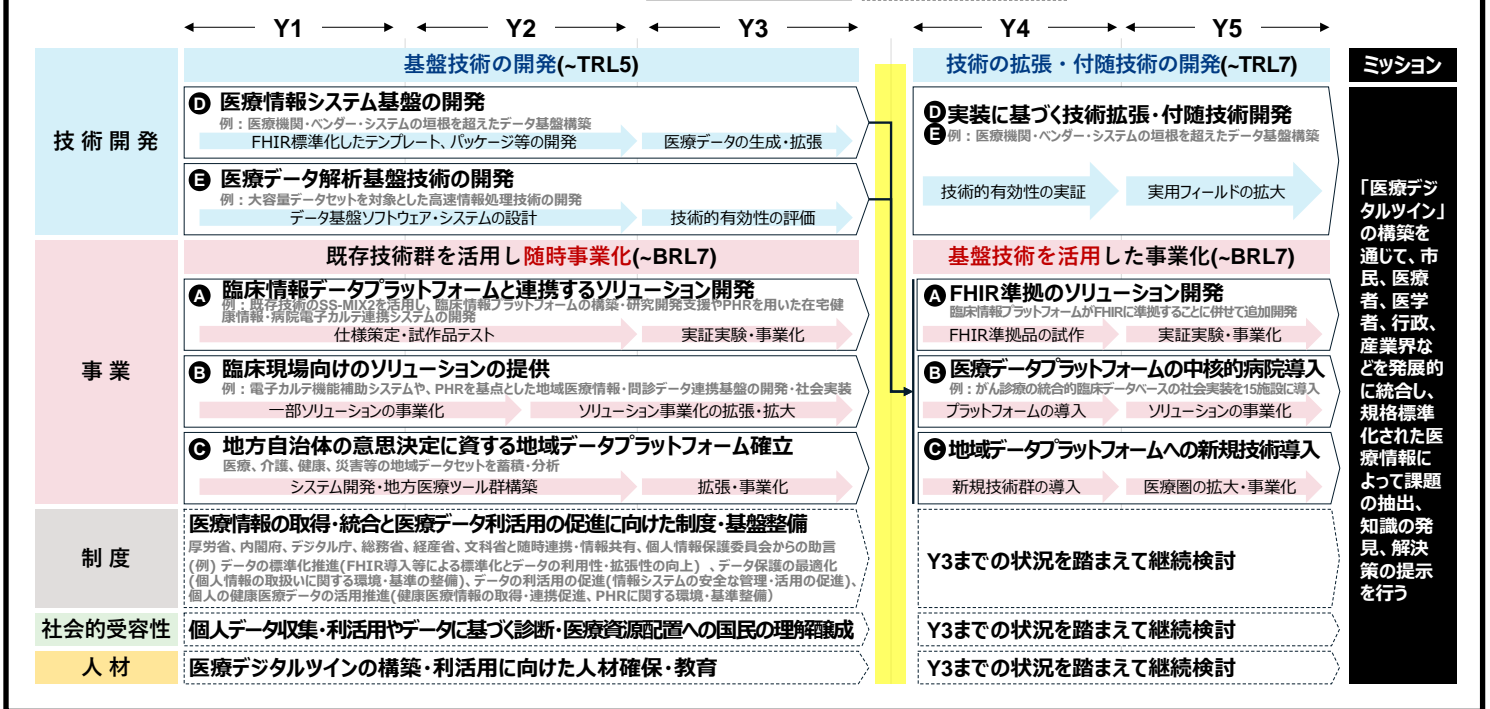 Y1 Y2 Y3 Y4 Y5
基盤技術の開発(~TRL5)
技術の拡張・付随技術の開発(~TRL7)
ミッション
技術開発
D 医療情報システム基盤の開発
例：医療機関・ベンダー・システムの垣根を超えたデータ基盤構築
FHIR標準化したテンプレート、パッケージ等の開発
医療データの生成・拡張
E 医療データ解析基盤技術の開発
例：大容量データセットを対象とした高速情報処理技術の開発
データ基盤ソフトウェア・システムの設計
技術的有効性の評価
D 実装に基づく技術拡張・付随技術開発
E 例：医療機関・ベンダー・システムの垣根を超えたデータ基盤構築
技術的有効性の実証
実用フィールドの拡大
事業
既存技術群を活用し随時事業化(~BRL7)
基盤技術を活用した事業化(~BRL7)
A 臨床情報データプラットフォームと連携するソリューション開発
例：既存技術のSS-MIX2を活用し、臨床情報プラットフォームの構築・研究開発支援やPHRを用いた在宅健
康情報・病院電子カルテ連携システムの開発
仕様策定・試作品テスト
実証実験・事業化
A FHIR準拠のソリューション開発
臨床情報プラットフォームがFHIRに準拠することに併せて追加開発
FHIR準拠品の試作
実証実験・事業化
B 臨床現場向けのソリューションの提供
例：電子カルテ機能補助システムや、PHRを基点とした地域医療情報・問診データ連携基盤の開発・社会実装
一部ソリューションの事業化
ソリューション事業化の拡張・拡大
B 医療データプラットフォームの中核的病院導入
例：がん診療の統合的臨床データベースの社会実装を15施設に導入
プラットフォームの導入
ソリューションの事業化
C 地方自治体の意思決定に資する地域データプラットフォーム確立
医療、介護、健康、災害等の地域データセットを蓄積・分析
システム開発・地方医療ツール群構築
拡張・事業化
C 地域データプラットフォームへの新規技術導入
新規技術群の導入
医療圏の拡大・事業化
制度
医療情報の取得・統合と医療データ利活用の促進に向けた制度・基盤整備
厚労省、内閣府、デジタル庁、総務省、経産省、文科省と随時連携・情報共有、個人情報保護委員会からの助言
(例) データの標準化推進(FHIR導入等による標準化とデータの利用性・拡張性の向上) 、データ保護の最適化
(個人情報の取扱いに関する環境・基準の整備)、データの利活用の促進(情報システムの安全な管理・活用の促進)、
個人の健康医療データの活用推進(健康医療情報の取得・連携促進、PHRに関する環境・基準整備)
Y3までの状況を踏まえて継続検討
社会的受容性
個人データ収集・利活用やデータに基づく診断・医療資源配置への国民の理解醸成
Y3までの状況を踏まえて継続検討
人材
医療デジタルツインの構築・利活用に向けた人材確保・教育
Y3までの状況を踏まえて継続検討
「医療デジ
タルツイン」
の構築を
通じて、市
民、医療
者、医学
者、行政、
産業界な
どを発展的
に統合し、
規格標準
化された医
療情報に
よって課題
の抽出、
知識の発
見、解決
策の提示
を行う